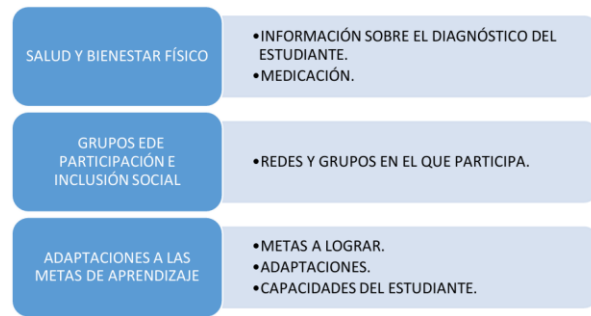 SALUD Y BIENESTAR FÍSICO
•INFORMACIÓN SOBRE EL DIAGNÓSTICO DEL
ESTUDIANTE.
•MEDICACIÓN.
GRUPOS EDE
PARTICIPACIÓN E
INCLUSIÓN SOCIAL
•REDES Y GRUPOS EN EL QUE PARTICIPA.
ADAPTACIONES A LAS
METAS DE APRENDIZAJE
•METAS A LOGRAR.
•ADAPTACIONES.
•CAPACIDADES DEL ESTUDIANTE.